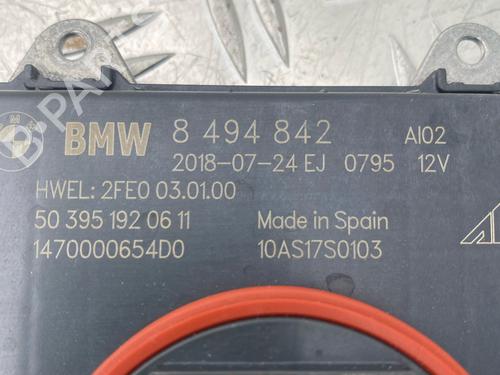 BMW 8 494 842 AI02
2018-07-24 EJ 0795 12V
HWEL: 2FE0 03.01.00
50 395 192 06 11 Made in Spain
1470000654D0 10AS17S0103